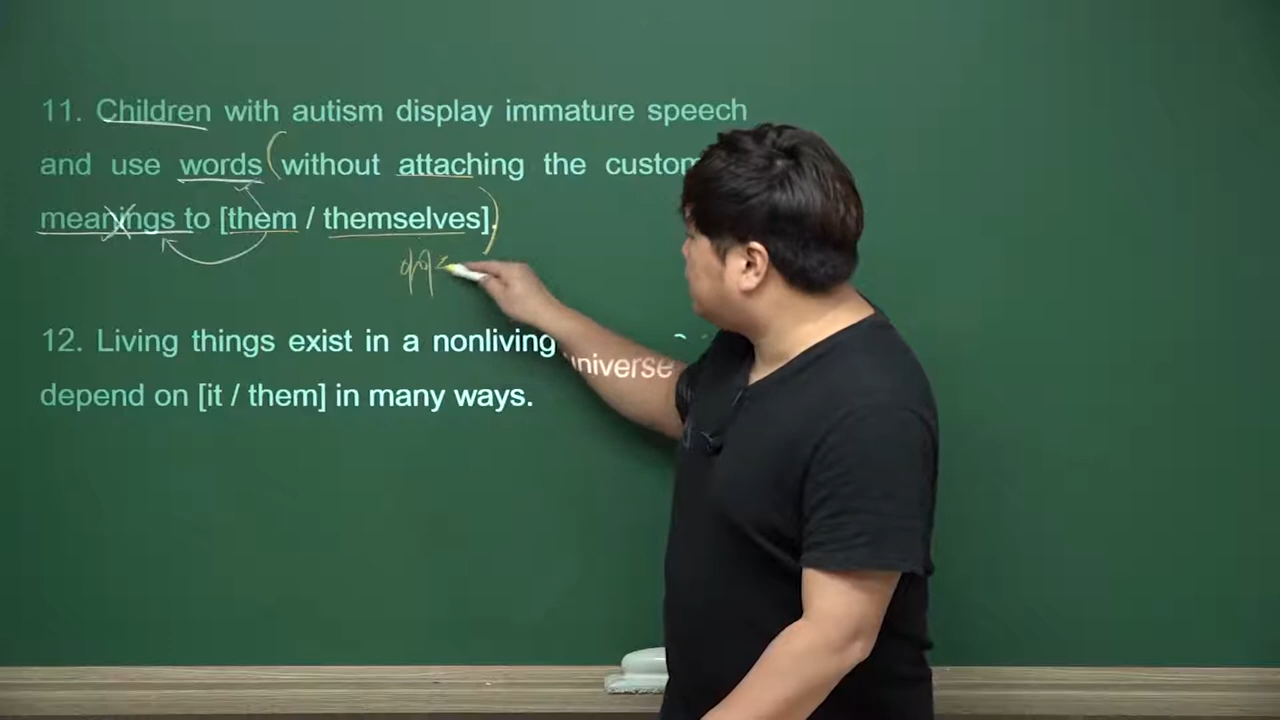 11. Children with autism display immature speech
and use words (without attaching the custom
meanings to [them / themselves].)
12. Living things exist in a nonliving universe
depend on [it / them] in many ways.